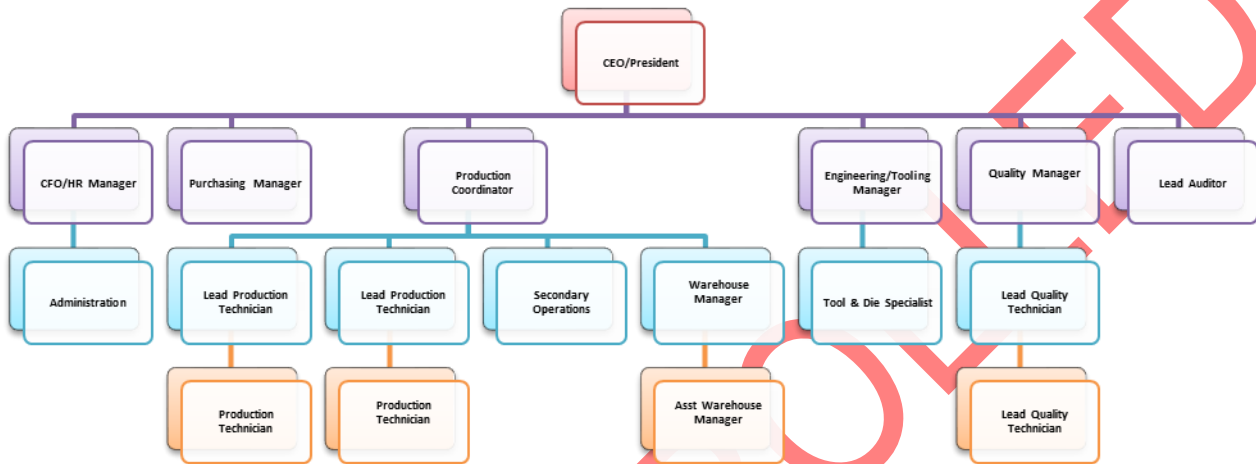 CEO/President
CFO/HR Manager
Purchasing Manager
Production
Coordinator
Engineering/Tooling
Manager
Quality Manager
Lead Auditor
Administration
Lead Production
Technician
Lead Production
Technician
Secondary
Operations
Warehouse
Manager
Tool & Die Specialist
Lead Quality
Technician
Production
Technician
Production
Technician
Asst Warehouse
Manager
Lead Quality
Technician